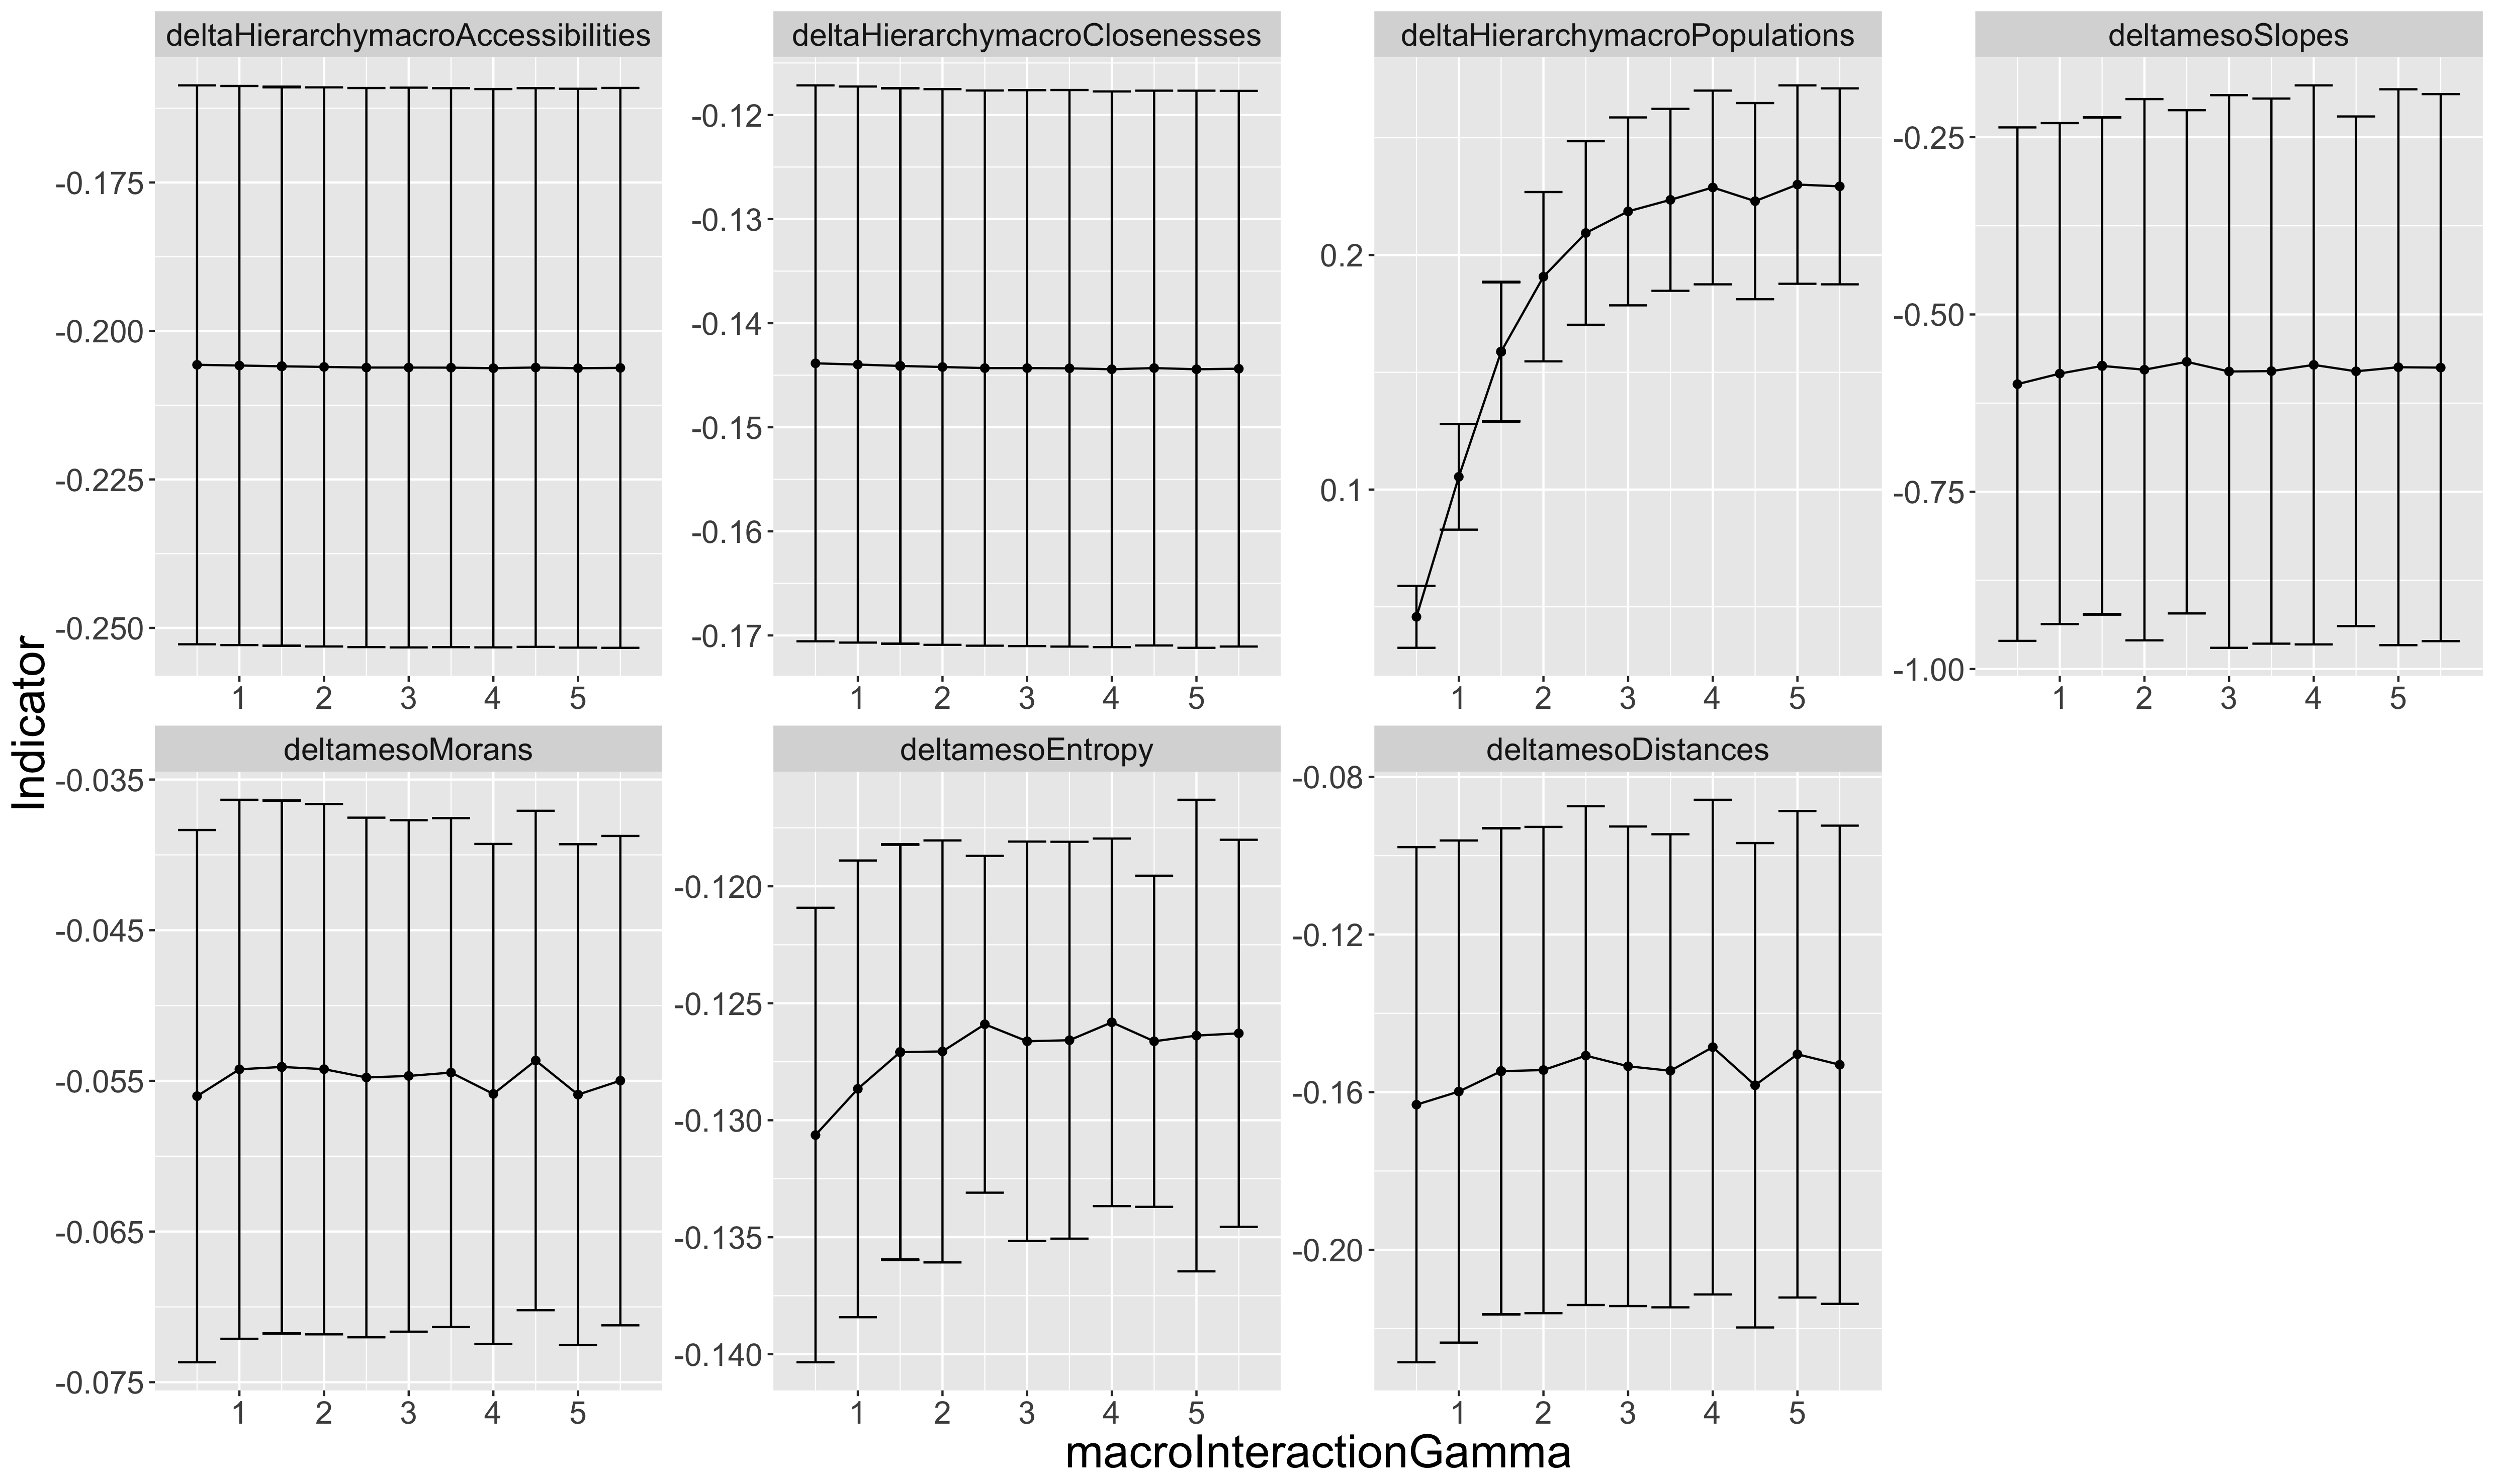 deltaHierarchymacroAccessibilities
deltaHierarchymacroClosenesses
deltaHierarchymacroPopulations
deltamesoSlopes
-0.175
-0.200
-0.225
-0.250
1 2 3 4 5
-0.12
-0.13
-0.14
-0.15
-0.16
-0.17
1 2 3 4 5
0.2
0.1
1 2 3 4 5
-0.25
-0.50
-0.75
-1.00
1 2 3 4 5
Indicator
deltamesoMorans
deltamesoEntropy
deltamesoDistances
-0.035
-0.045
-0.055
-0.065
-0.075
1 2 3 4 5
-0.120
-0.125
-0.130
-0.135
-0.140
1 2 3 4 5
-0.08
-0.12
-0.16
-0.20
1 2 3 4 5
macroInteractionGamma